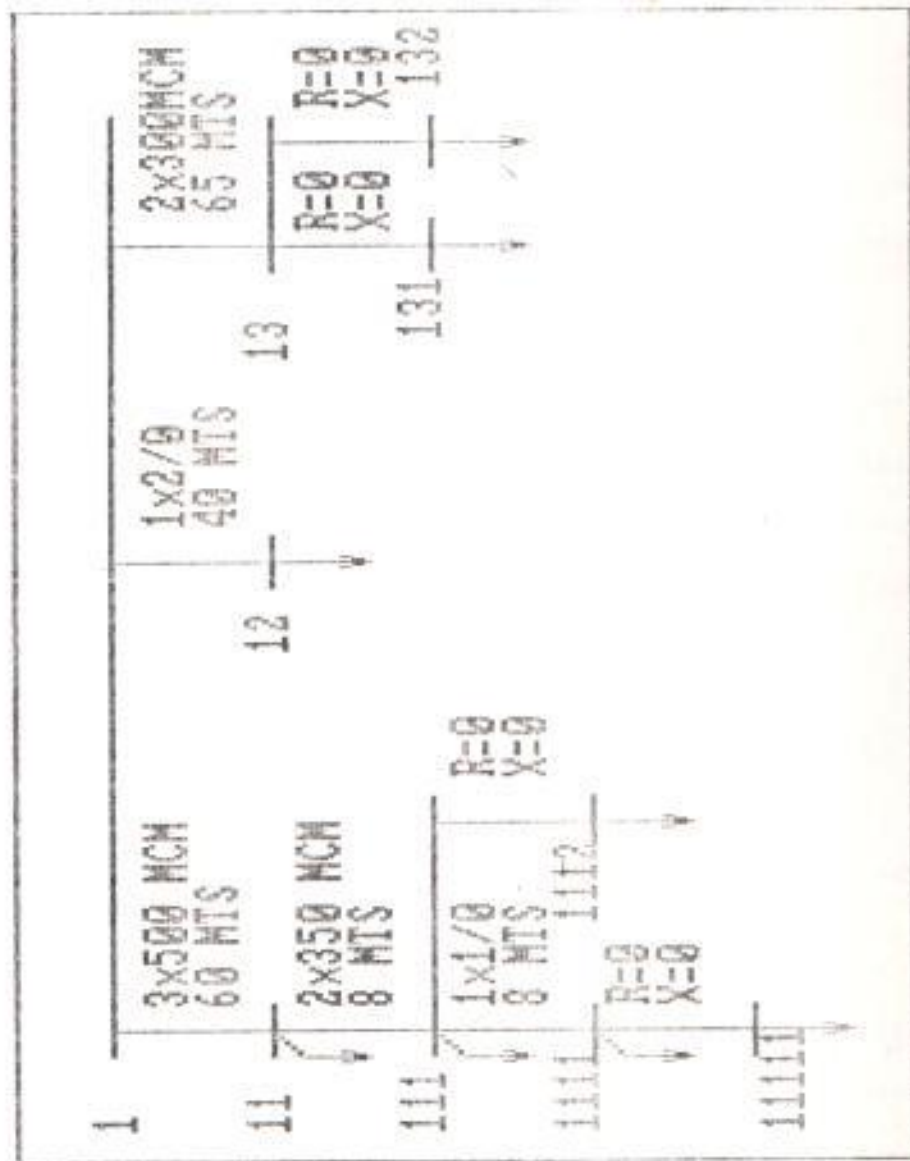 1
3x500 MCM
60 MTS
1x2/0
40 MTS
2x300MCM
65 MTS
11
2x350 MCM
8 MTS
12
13
R=0
X=0
R=0
X=0
111
1x1/0
8 MTS
R=0
X=0
131
132
1111
R=0
X=0
1112
11111